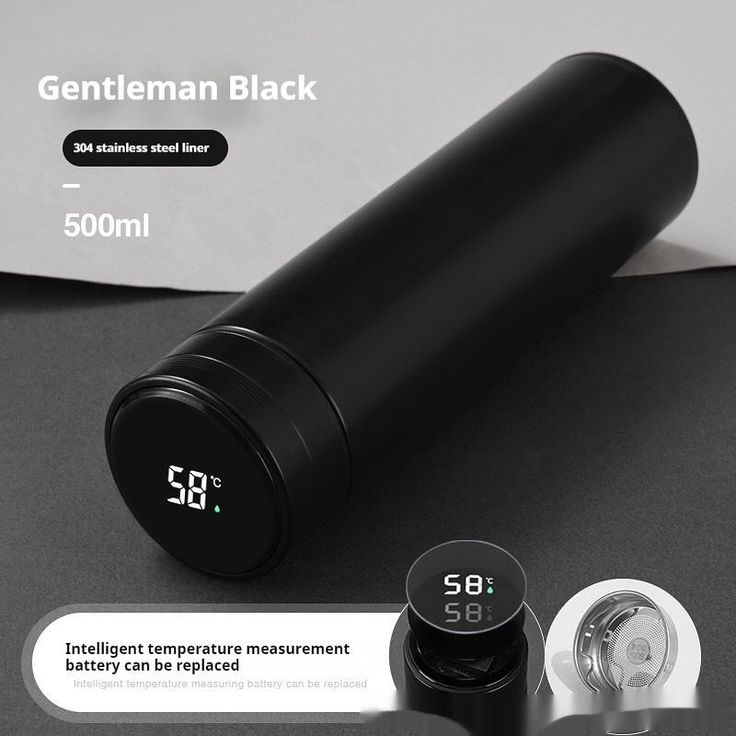 Gentleman Black
304 stainless steel liner
500ml
58°C
58°C
58
Intelligent temperature measurement
battery can be replaced
Intelligent temperature measuring battery can be replaced